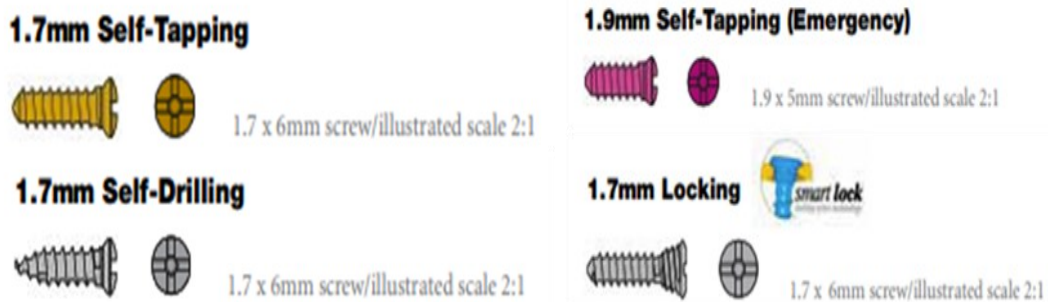 1.7mm Self-Tapping
1.7 x 6mm screw/illustrated scale 2:1
1.7mm Self-Drilling
1.7 x 6mm screw/illustrated scale 2:1
1.9mm Self-Tapping (Emergency)
1.9 x 5mm screw/illustrated scale 2:1
1.7mm Locking
smart lock
1.7 x 6mm screw/illustrated scale 2:1